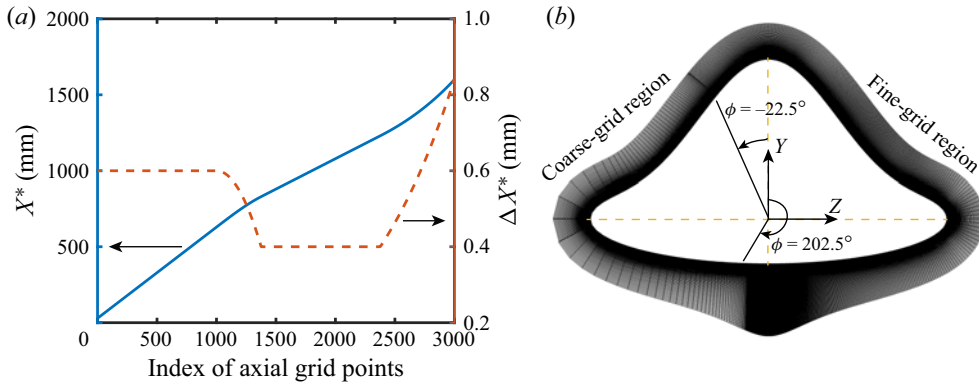 (a)
2000
1500
1000
500
0
X* (mm)
1.0
0.8
0.6
0.4
0.2
Δ X* (mm)
0 500 1000 1500 2000 2500 3000
Index of axial grid points
(b)
Coarse-grid region
Fine-grid region
ϕ = –22.5°
Y
Z
ϕ = 202.5°